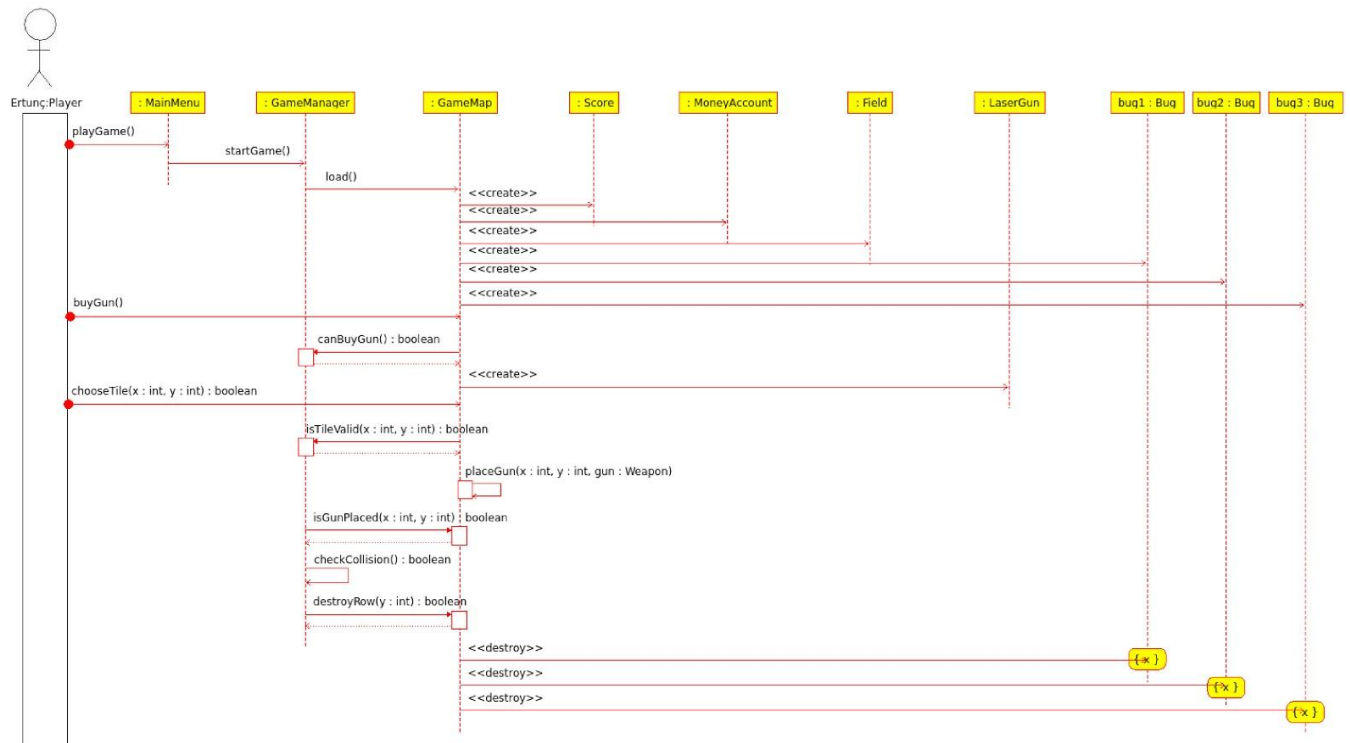 Ertunç:Player
: MainMenu
: GameManager
: GameMap
: Score
: MoneyAccount
: Field
: LaserGun
bug1 : Bug
bug2 : Bug
bug3 : Bug
playGame()
startGame()
load()
<<create>>
<<create>>
<<create>>
<<create>>
<<create>>
<<create>>
buyGun()
canBuyGun() : boolean
<<create>>
chooseTile(x : int, y : int) : boolean
isTileValid(x : int, y : int) : boolean
placeGun(x : int, y : int, gun : Weapon)
isGunPlaced(x : int, y : int) : boolean
checkCollision() : boolean
destroyRow(y : int) : boolean
<<destroy>>
{ x }
<<destroy>>
{ x }
<<destroy>>
{ x }